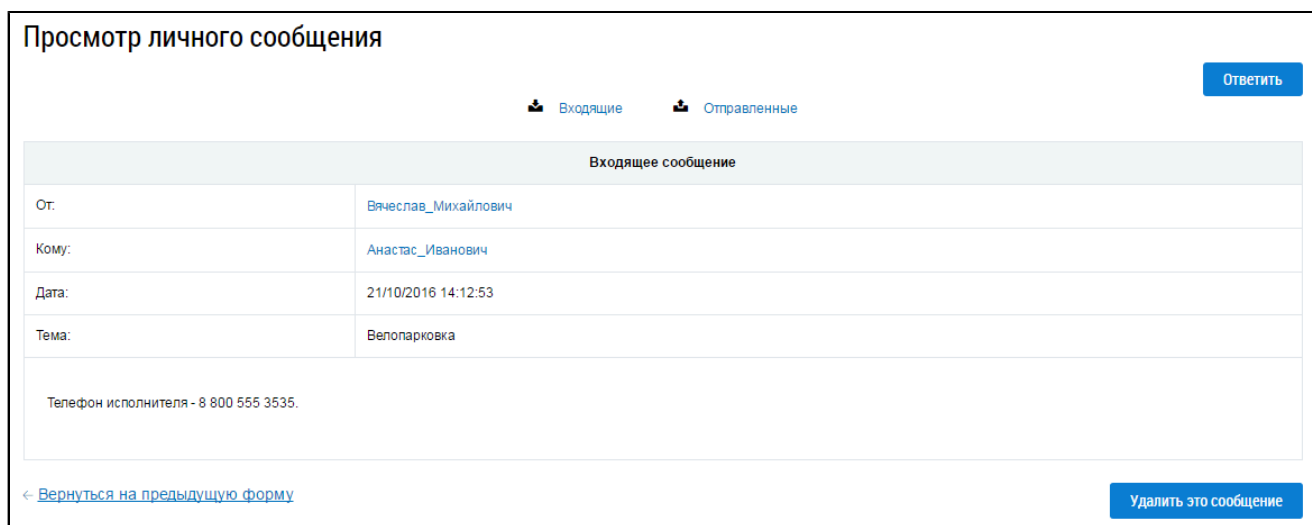 Просмотр личного сообщения
Ответить
Входящие Отправленные
Входящее сообщение
От: Вячеслав_Михайлович
Кому: Анастас_Иванович
Дата: 21/10/2016 14:12:53
Тема: Велопарковка
Телефон исполнителя - 8 800 555 3535.
← Вернуться на предыдущую форму Удалить это сообщение